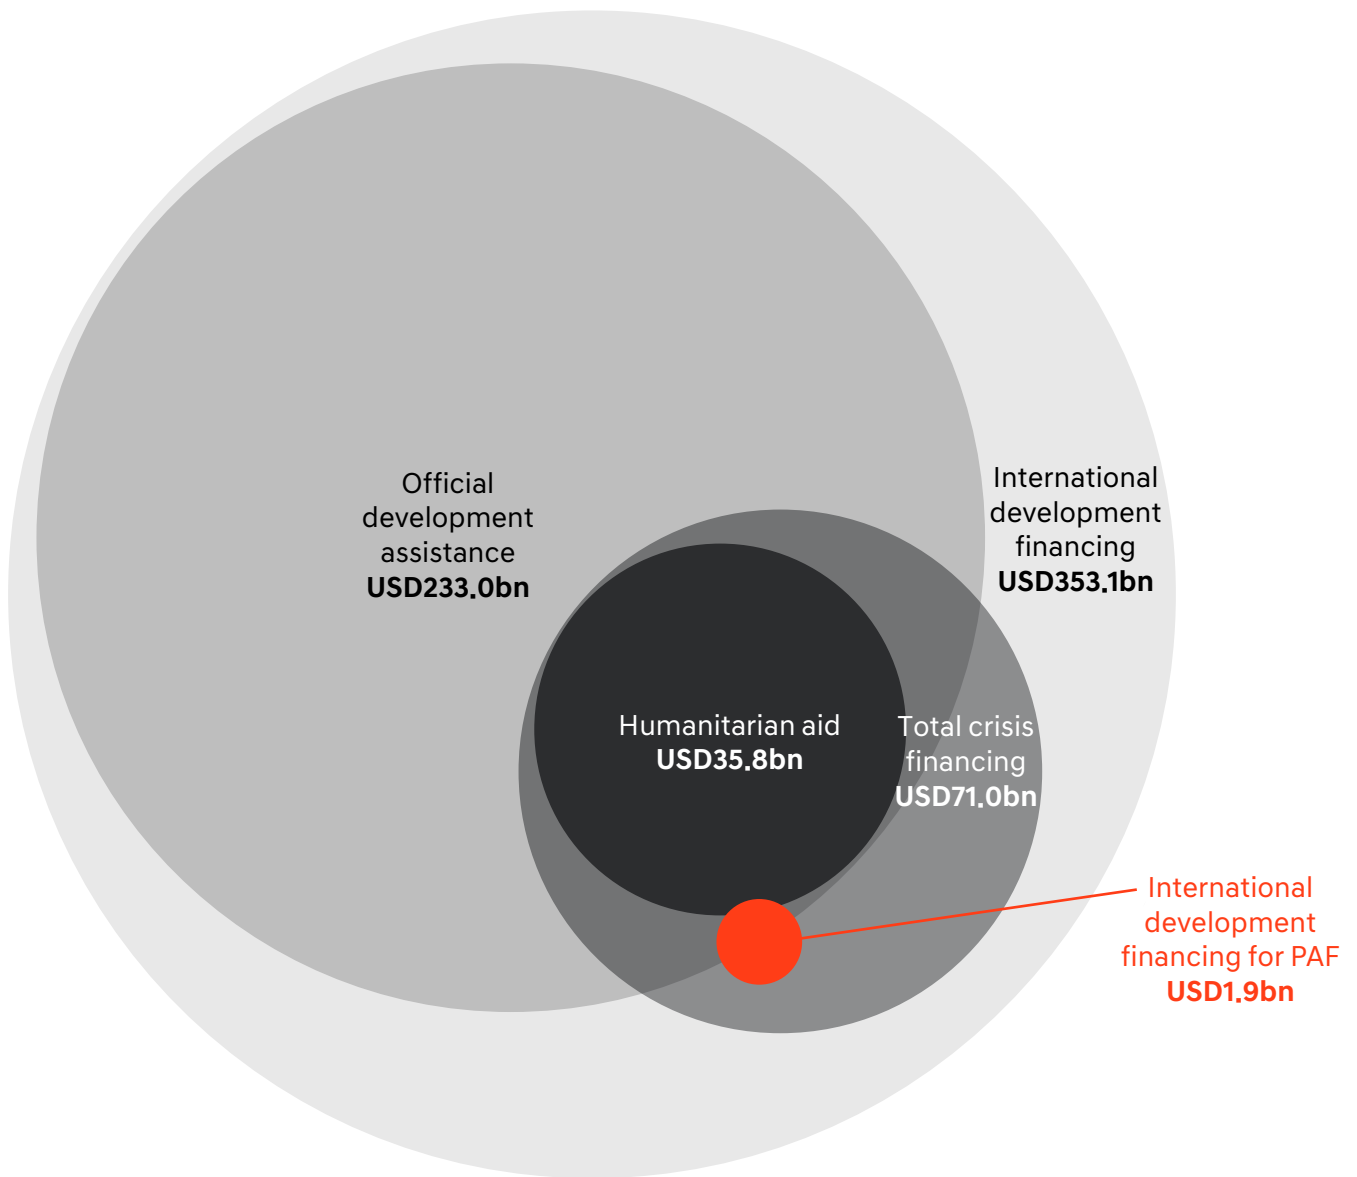 Official
development
assistance
USD233.0bn
International
development
financing
USD353.1bn
Humanitarian aid
USD35.8bn
Total crisis
financing
USD71.0bn
International
development
financing for PAF
USD1.9bn